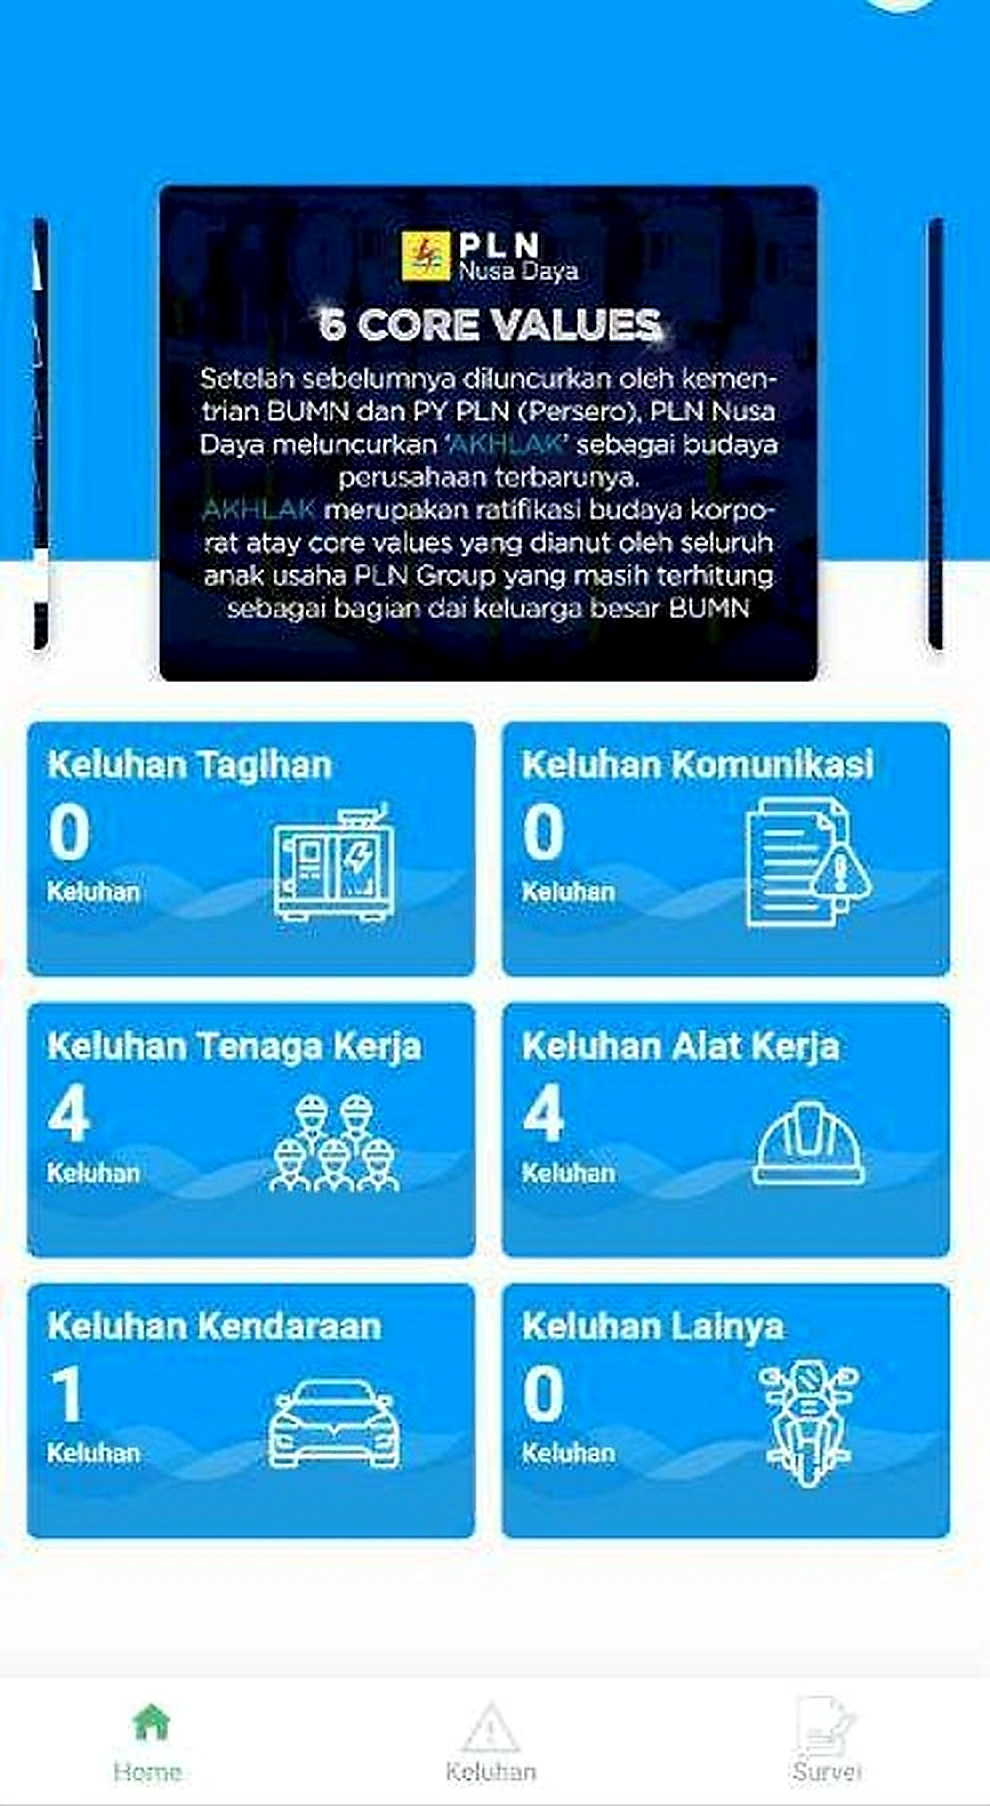 PLN
Nusa Daya
6 CORE VALUES
Setelah sebelumnya diluncurkan oleh kemen-
trian BUMN dan PY PLN (Persero), PLN Nusa
Daya meluncurkan 'AKHLAK' sebagai budaya
perusahaan terbarunya.
AKHLAK merupakan ratifikasi budaya korpo-
rat atay core values yang dianut oleh seluruh
anak usaha PLN Group yang masih terhitung
sebagai bagian dai keluarga besar BUMN
Keluhan Tagihan
0
Keluhan
Keluhan Komunikasi
0
Keluhan
Keluhan Tenaga Kerja
4
Keluhan
Keluhan Alat Kerja
4
Keluhan
Keluhan Kendaraan
1
Keluhan
Keluhan Lainya
0
Keluhan
Home
Keluhan
Survei